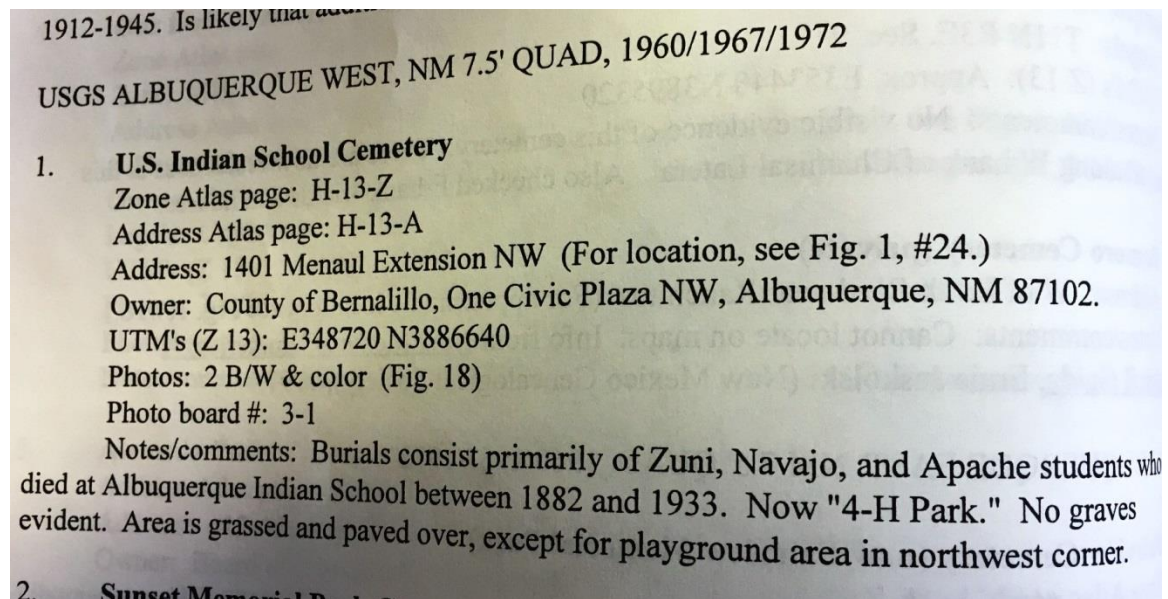 1912-1945. Is likely that
USGS ALBUQUERQUE WEST, NM 7.5' QUAD, 1960/1967/1972
1. U.S. Indian School Cemetery
Zone Atlas page: H-13-Z
Address Atlas page: H-13-A
Address: 1401 Menaul Extension NW (For location, see Fig. 1, #24.)
Owner: County of Bernalillo, One Civic Plaza NW, Albuquerque, NM 87102.
UTM's (Z 13): E348720 N3886640
Photos: 2 B/W & color (Fig. 18)
Photo board #: 3-1
Notes/comments: Burials consist primarily of Zuni, Navajo, and Apache students who
died at Albuquerque Indian School between 1882 and 1933. Now "4-H Park." No graves
evident. Area is grassed and paved over, except for playground area in northwest corner.
2. Sunset Memorial